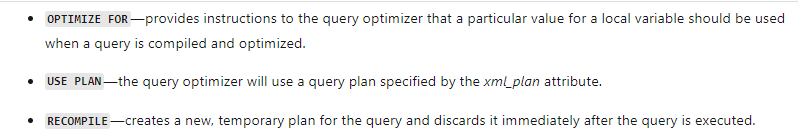 • OPTIMIZE FOR—provides instructions to the query optimizer that a particular value for a local variable should be used
when a query is compiled and optimized.
• USE PLAN—the query optimizer will use a query plan specified by the xml_plan attribute.
• RECOMPILE—creates a new, temporary plan for the query and discards it immediately after the query is executed.